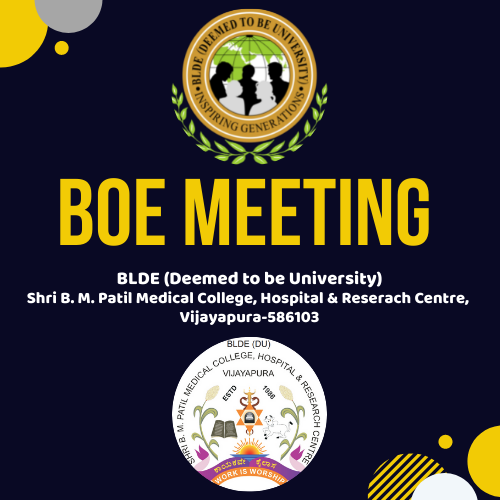 BLDE (DEEMED TO BE UNIVERSITY)
INSPIRING GENERATIONS
BOE MEETING
BLDE (Deemed to be University)
Shri B. M. Patil Medical College, Hospital & Reserach Centre,
Vijayapura-586103
BLDE (DU)
SHRI B. M. PATIL MEDICAL COLLEGE, HOSPITAL & RESEARCH CENTRE
VIJAYAPURA
ESTD 1986
ಕಾಯಕವೇ ಕೈಲಾಸ
WORK IS WORSHIP